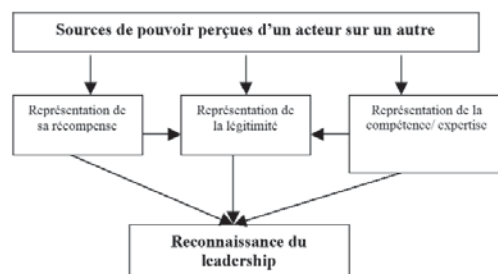 Sources de pouvoir perçues d'un acteur sur un autre
Représentation de
sa récompense
Représentation de
la légitimité
Représentation de la
compétence/ expertise
Reconnaissance du
leadership